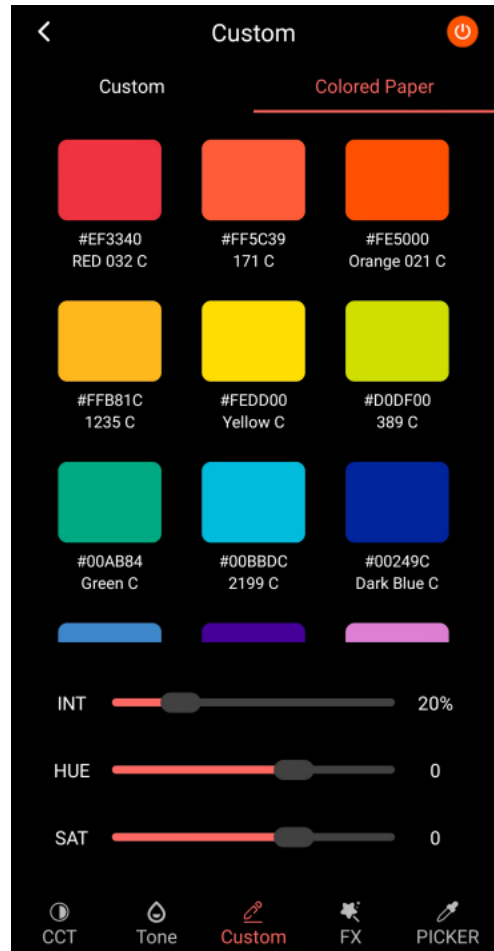 Custom
Custom Colored Paper
#EF3340 #FF5C39 #FE5000
RED 032 C 171 C Orange 021 C
#FFB81C #FEDD00 #D0DF00
1235 C Yellow C 389 C
#00AB84 #00BBDC #00249C
Green C 2199 C Dark Blue C
INT 20%
HUE 0
SAT 0
CCT Tone Custom FX PICKER